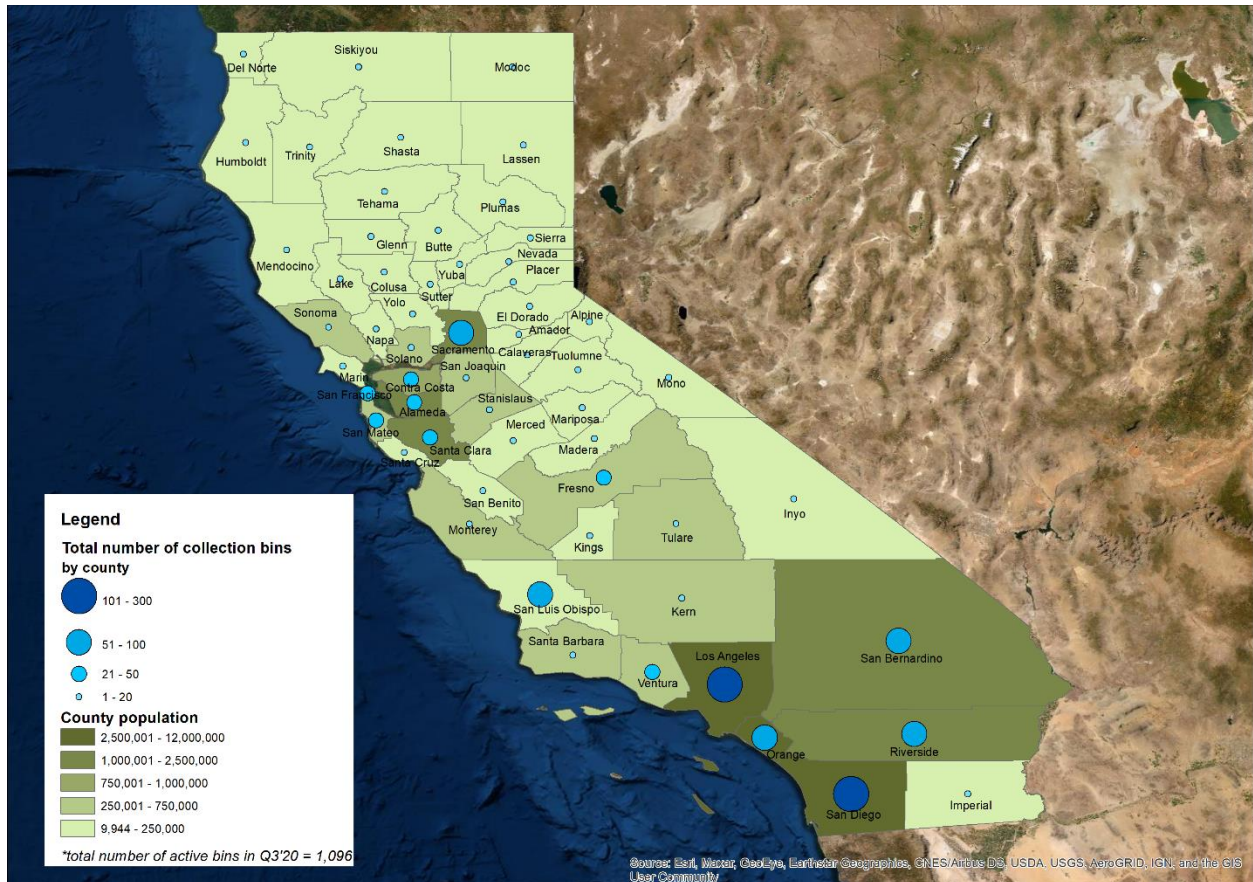 Siskiyou
Del Norte
Modoc
Humboldt
Trinity
Shasta
Lassen
Tehama
Plumas
Glenn
Butte
Sierra
Mendocino
Nevada
Lake
Colusa
Yuba
Placer
Sutter
Yolo
Sonoma
El Dorado
Alpine
Napa
Amador
Solano
Sacramento
Calaveras
Tuolumne
San Joaquin
Marin
Contra Costa
Mono
San Francisco
Alameda
Stanislaus
Mariposa
Merced
San Mateo
Santa Clara
Madera
Santa Cruz
Fresno
San Benito
Inyo
Monterey
Kings
Tulare
San Luis Obispo
Kern
Santa Barbara
Los Angeles
San Bernardino
Ventura
Orange
Riverside
San Diego
Imperial
Legend
Total number of collection bins
by county
101 - 300
51 - 100
21 - 50
1 - 20
County population
2,500,001 - 12,000,000
1,000,001 - 2,500,000
750,001 - 1,000,000
250,001 - 750,000
9,944 - 250,000
*total number of active bins in Q3'20 = 1,096
Source: Esri, Maxar, GeoEye, Earthstar Geographics, CNES/Airbus DS, USDA, USGS, AeroGRID, IGN, and the GIS
User Community